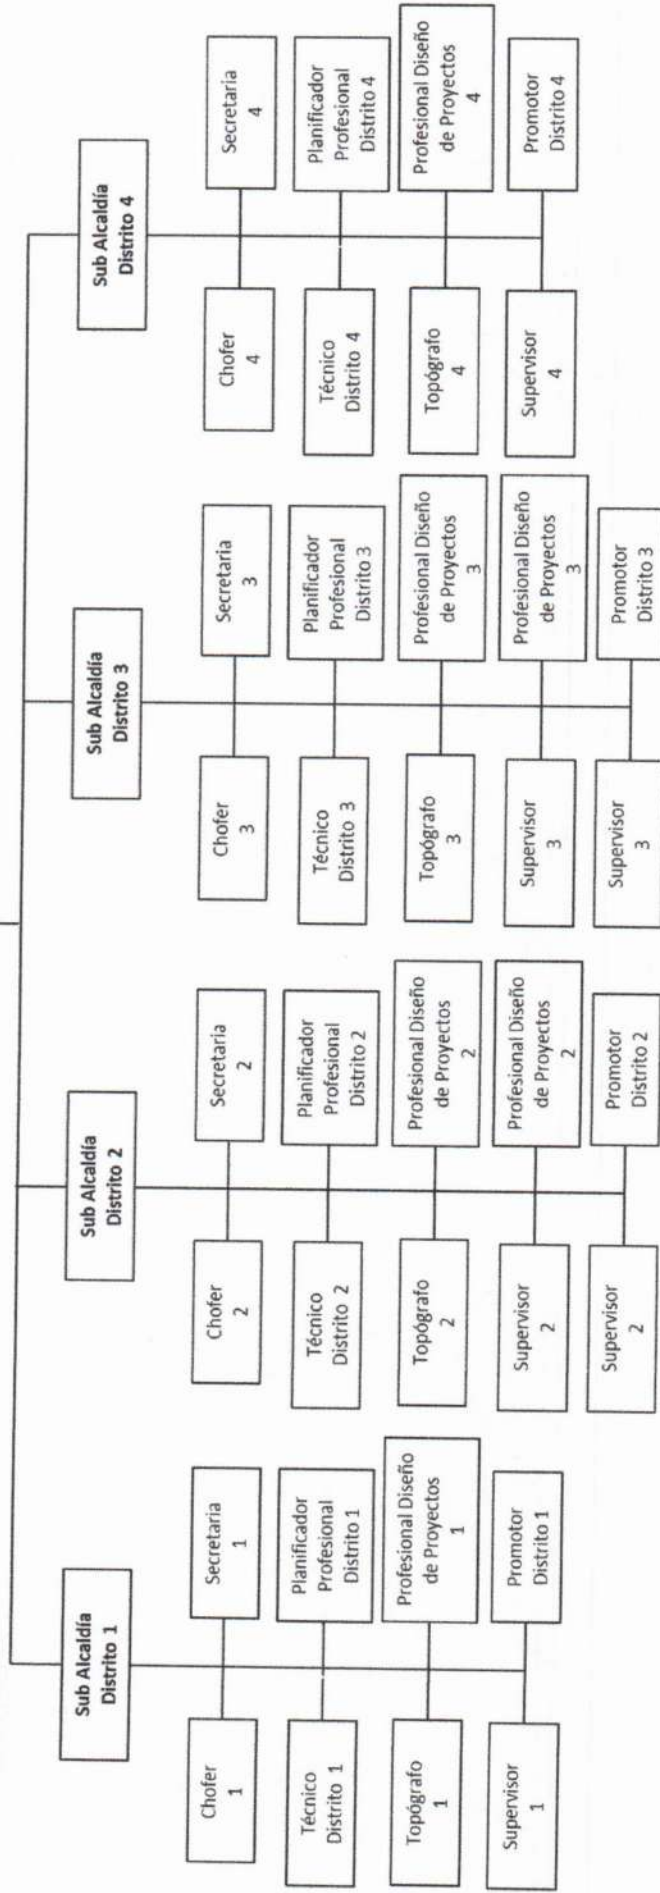 Sub Alcaldía
Distrito 1
Chofer
1
Secretaria
1
Técnico
Distrito 1
Planificador
Profesional
Distrito 1
Topógrafo
1
Profesional Diseño
de Proyectos
1
Supervisor
1
Promotor
Distrito 1
Sub Alcaldía
Distrito 2
Chofer
2
Secretaria
2
Técnico
Distrito 2
Planificador
Profesional
Distrito 2
Topógrafo
2
Profesional Diseño
de Proyectos
2
Supervisor
2
Profesional Diseño
de Proyectos
2
Supervisor
2
Promotor
Distrito 2
Sub Alcaldía
Distrito 3
Chofer
3
Secretaria
3
Técnico
Distrito 3
Planificador
Profesional
Distrito 3
Topógrafo
3
Profesional Diseño
de Proyectos
3
Supervisor
3
Profesional Diseño
de Proyectos
3
Supervisor
3
Promotor
Distrito 3
Sub Alcaldía
Distrito 4
Chofer
4
Secretaria
4
Técnico
Distrito 4
Planificador
Profesional
Distrito 4
Topógrafo
4
Profesional Diseño
de Proyectos
4
Supervisor
4
Promotor
Distrito 4